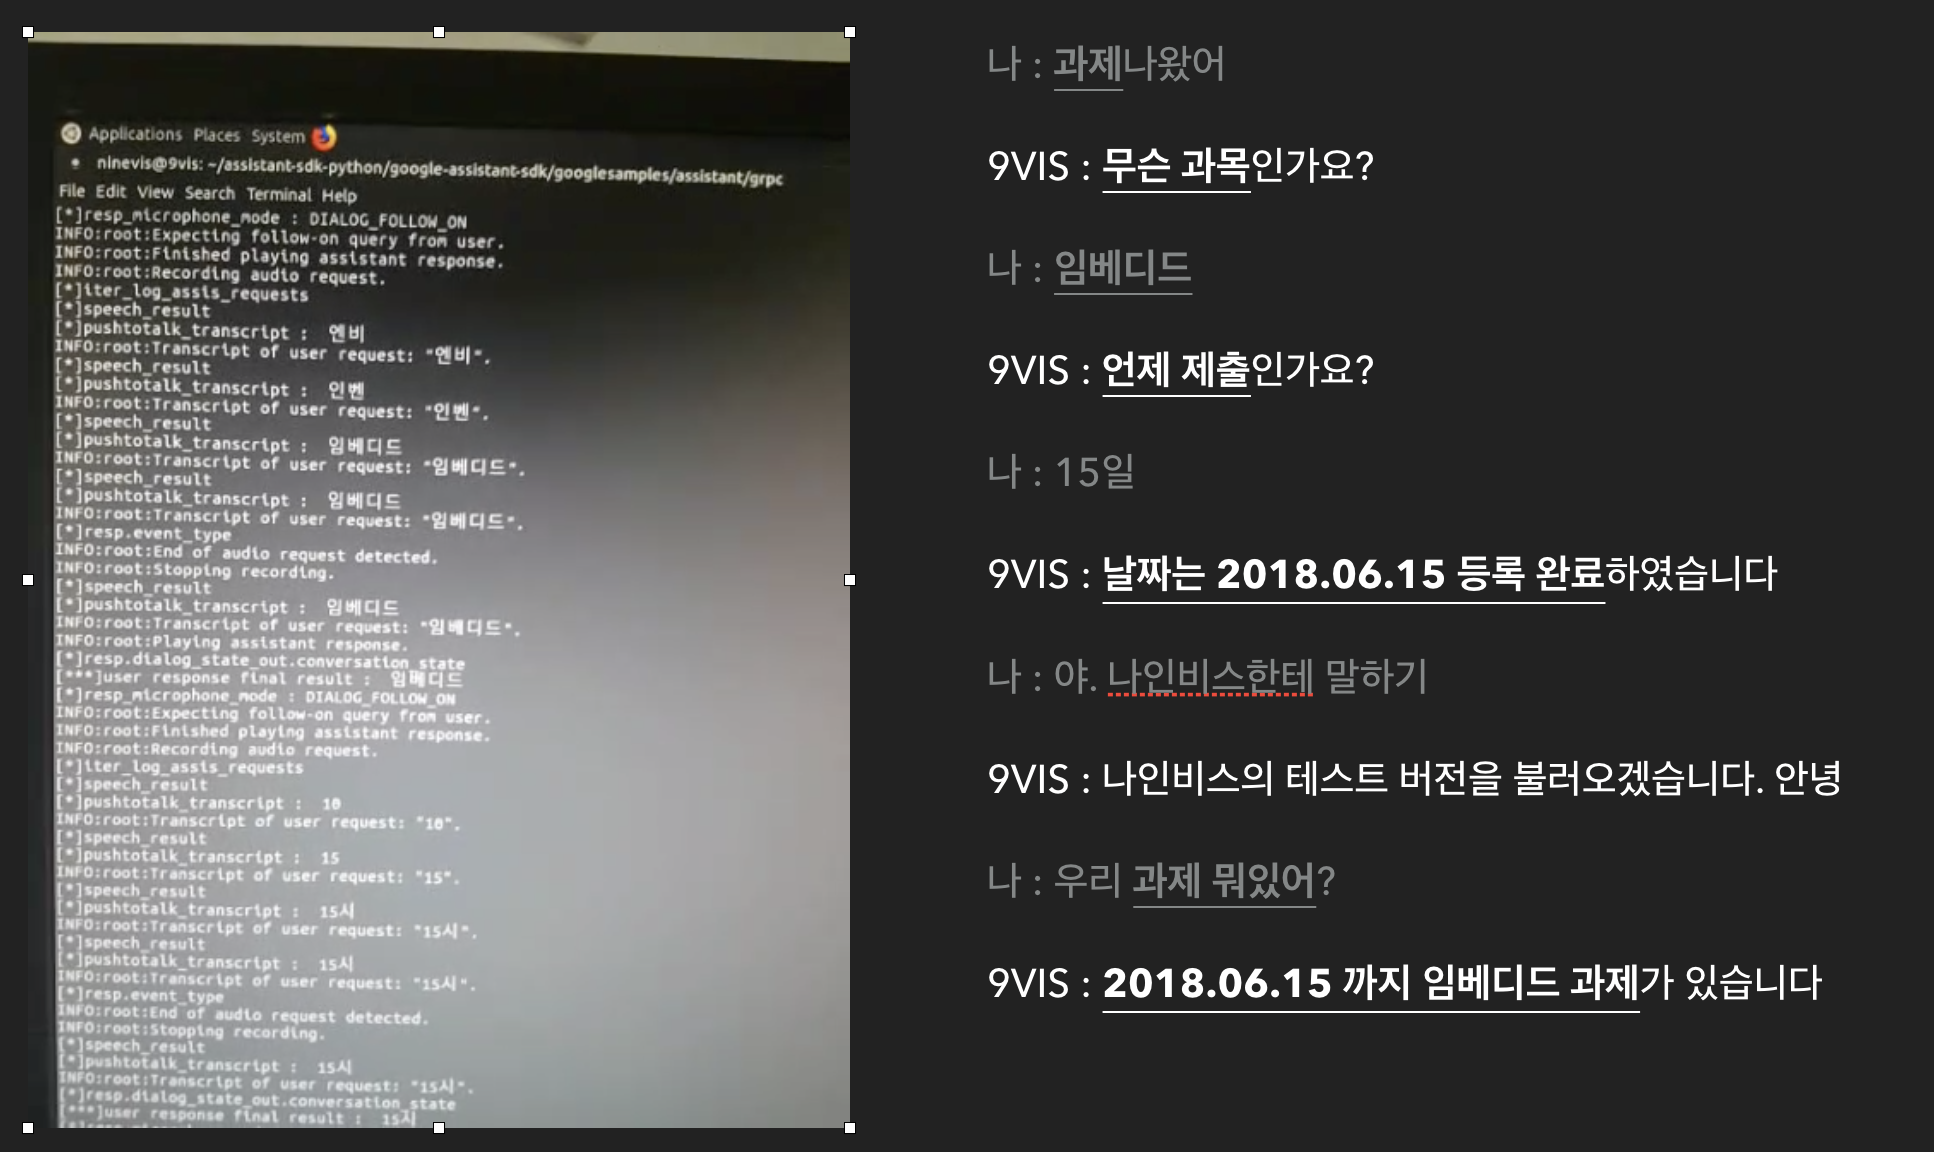 Applications Places System
ninevis@9vis: ~/assistant-sdk-python/google-assistant-sdk/googlesamples/assistant/grpc
File Edit View Search Terminal Help
[*]resp_microphone_mode : DIALOG_FOLLOW_ON
INFO:root:Expecting follow-on query from user.
INFO:root:Finished playing assistant response.
INFO:root:Recording audio request.
[*]iter_log_assis_requests
[*]speech_result
[*]pushtotalk_transcript : 엔비
INFO:root:Transcript of user request: "엔비".
[*]speech_result
[*]pushtotalk_transcript : 인벤
INFO:root:Transcript of user request: "인벤".
[*]speech_result
[*]pushtotalk_transcript : 임베디드
INFO:root:Transcript of user request: "임베디드".
[*]speech_result
[*]pushtotalk_transcript : 임베디드
INFO:root:Transcript of user request: "임베디드".
[*]resp.event_type
INFO:root:End of audio request detected.
INFO:root:Stopping recording.
[*]speech_result
[*]pushtotalk_transcript : 임베디드
INFO:root:Transcript of user request: "임베디드".
INFO:root:Playing assistant response.
[*]resp.dialog_state_out.conversation_state
[***]user response final result : 임베디드
[*]resp_microphone_mode : DIALOG_FOLLOW_ON
INFO:root:Expecting follow-on query from user.
INFO:root:Finished playing assistant response.
INFO:root:Recording audio request.
[*]iter_log_assis_requests
[*]speech_result
[*]pushtotalk_transcript : 10
INFO:root:Transcript of user request: "10".
[*]speech_result
[*]pushtotalk_transcript : 15
INFO:root:Transcript of user request: "15".
[*]speech_result
[*]pushtotalk_transcript : 15시
INFO:root:Transcript of user request: "15시".
[*]speech_result
[*]pushtotalk_transcript : 15시
INFO:root:Transcript of user request: "15시".
[*]resp.event_type
INFO:root:End of audio request detected.
INFO:root:Stopping recording.
[*]speech_result
[*]pushtotalk_transcript : 15시
INFO:root:Transcript of user request: "15시".
[*]resp.dialog_state_out.conversation_state
[***]user response final result : 15시
나 : 과제나왔어
9VIS : 무슨 과목인가요?
나 : 임베디드
9VIS : 언제 제출인가요?
나 : 15일
9VIS : 날짜는 2018.06.15 등록 완료하였습니다
나 : 야. 나인비스한테 말하기
9VIS : 나인비스의 테스트 버전을 불러오겠습니다. 안녕
나 : 우리 과제 뭐있어?
9VIS : 2018.06.15 까지 임베디드 과제가 있습니다